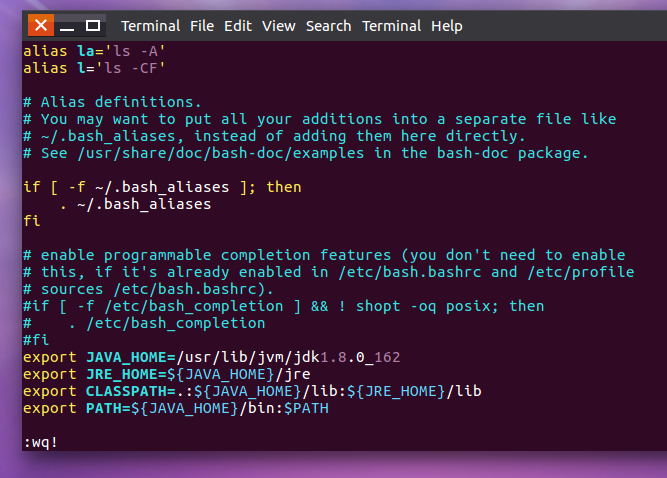 Terminal File Edit View Search Terminal Help
alias la='ls -A'
alias l='ls -CF'
# Alias definitions.
# You may want to put all your additions into a separate file like
# ~/.bash_aliases, instead of adding them here directly.
# See /usr/share/doc/bash-doc/examples in the bash-doc package.
if [ -f ~/.bash_aliases ]; then
    . ~/.bash_aliases
fi
# enable programmable completion features (you don't need to enable
# this, if it's already enabled in /etc/bash.bashrc and /etc/profile
# sources /etc/bash.bashrc).
#if [ -f /etc/bash_completion ] && ! shopt -oq posix; then
#    . /etc/bash_completion
#fi
export JAVA_HOME=/usr/lib/jvm/jdk1.8.0_162
export JRE_HOME=${JAVA_HOME}/jre
export CLASSPATH=.:${JAVA_HOME}/lib:${JRE_HOME}/lib
export PATH=${JAVA_HOME}/bin:$PATH
:wq!